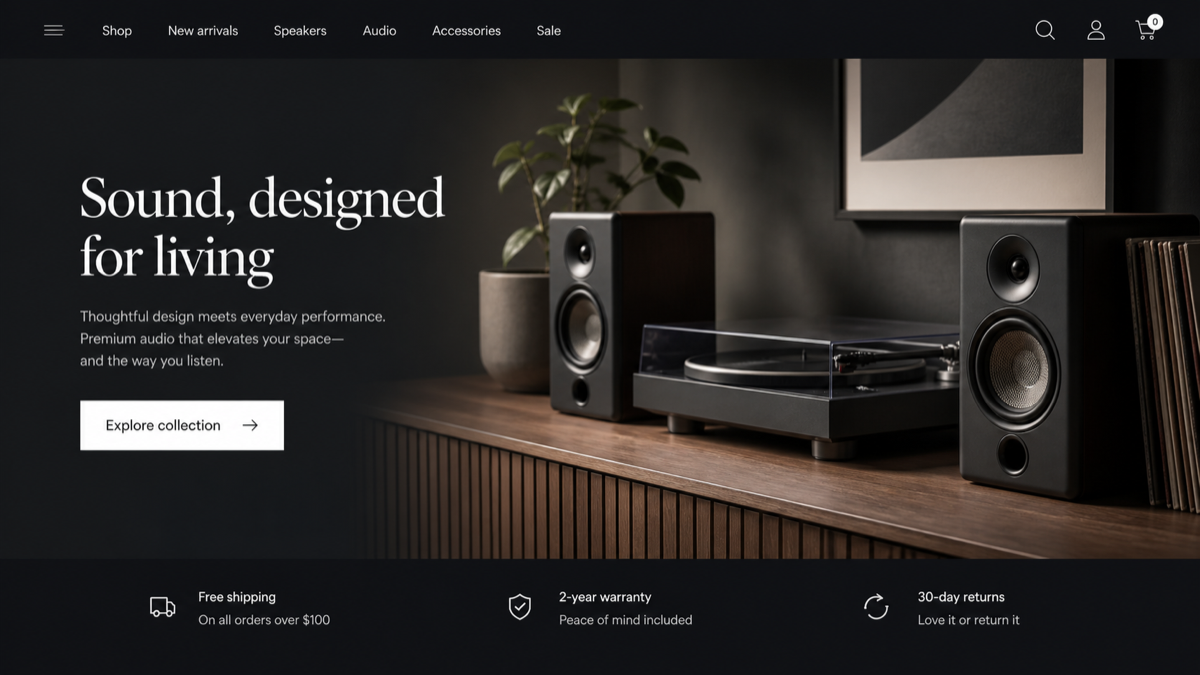 Shop
New arrivals
Speakers
Audio
Accessories
Sale
0
Sound, designed
for living
Thoughtful design meets everyday performance.
Premium audio that elevates your space—
and the way you listen.
Explore collection
Free shipping
On all orders over $100
2-year warranty
Peace of mind included
30-day returns
Love it or return it